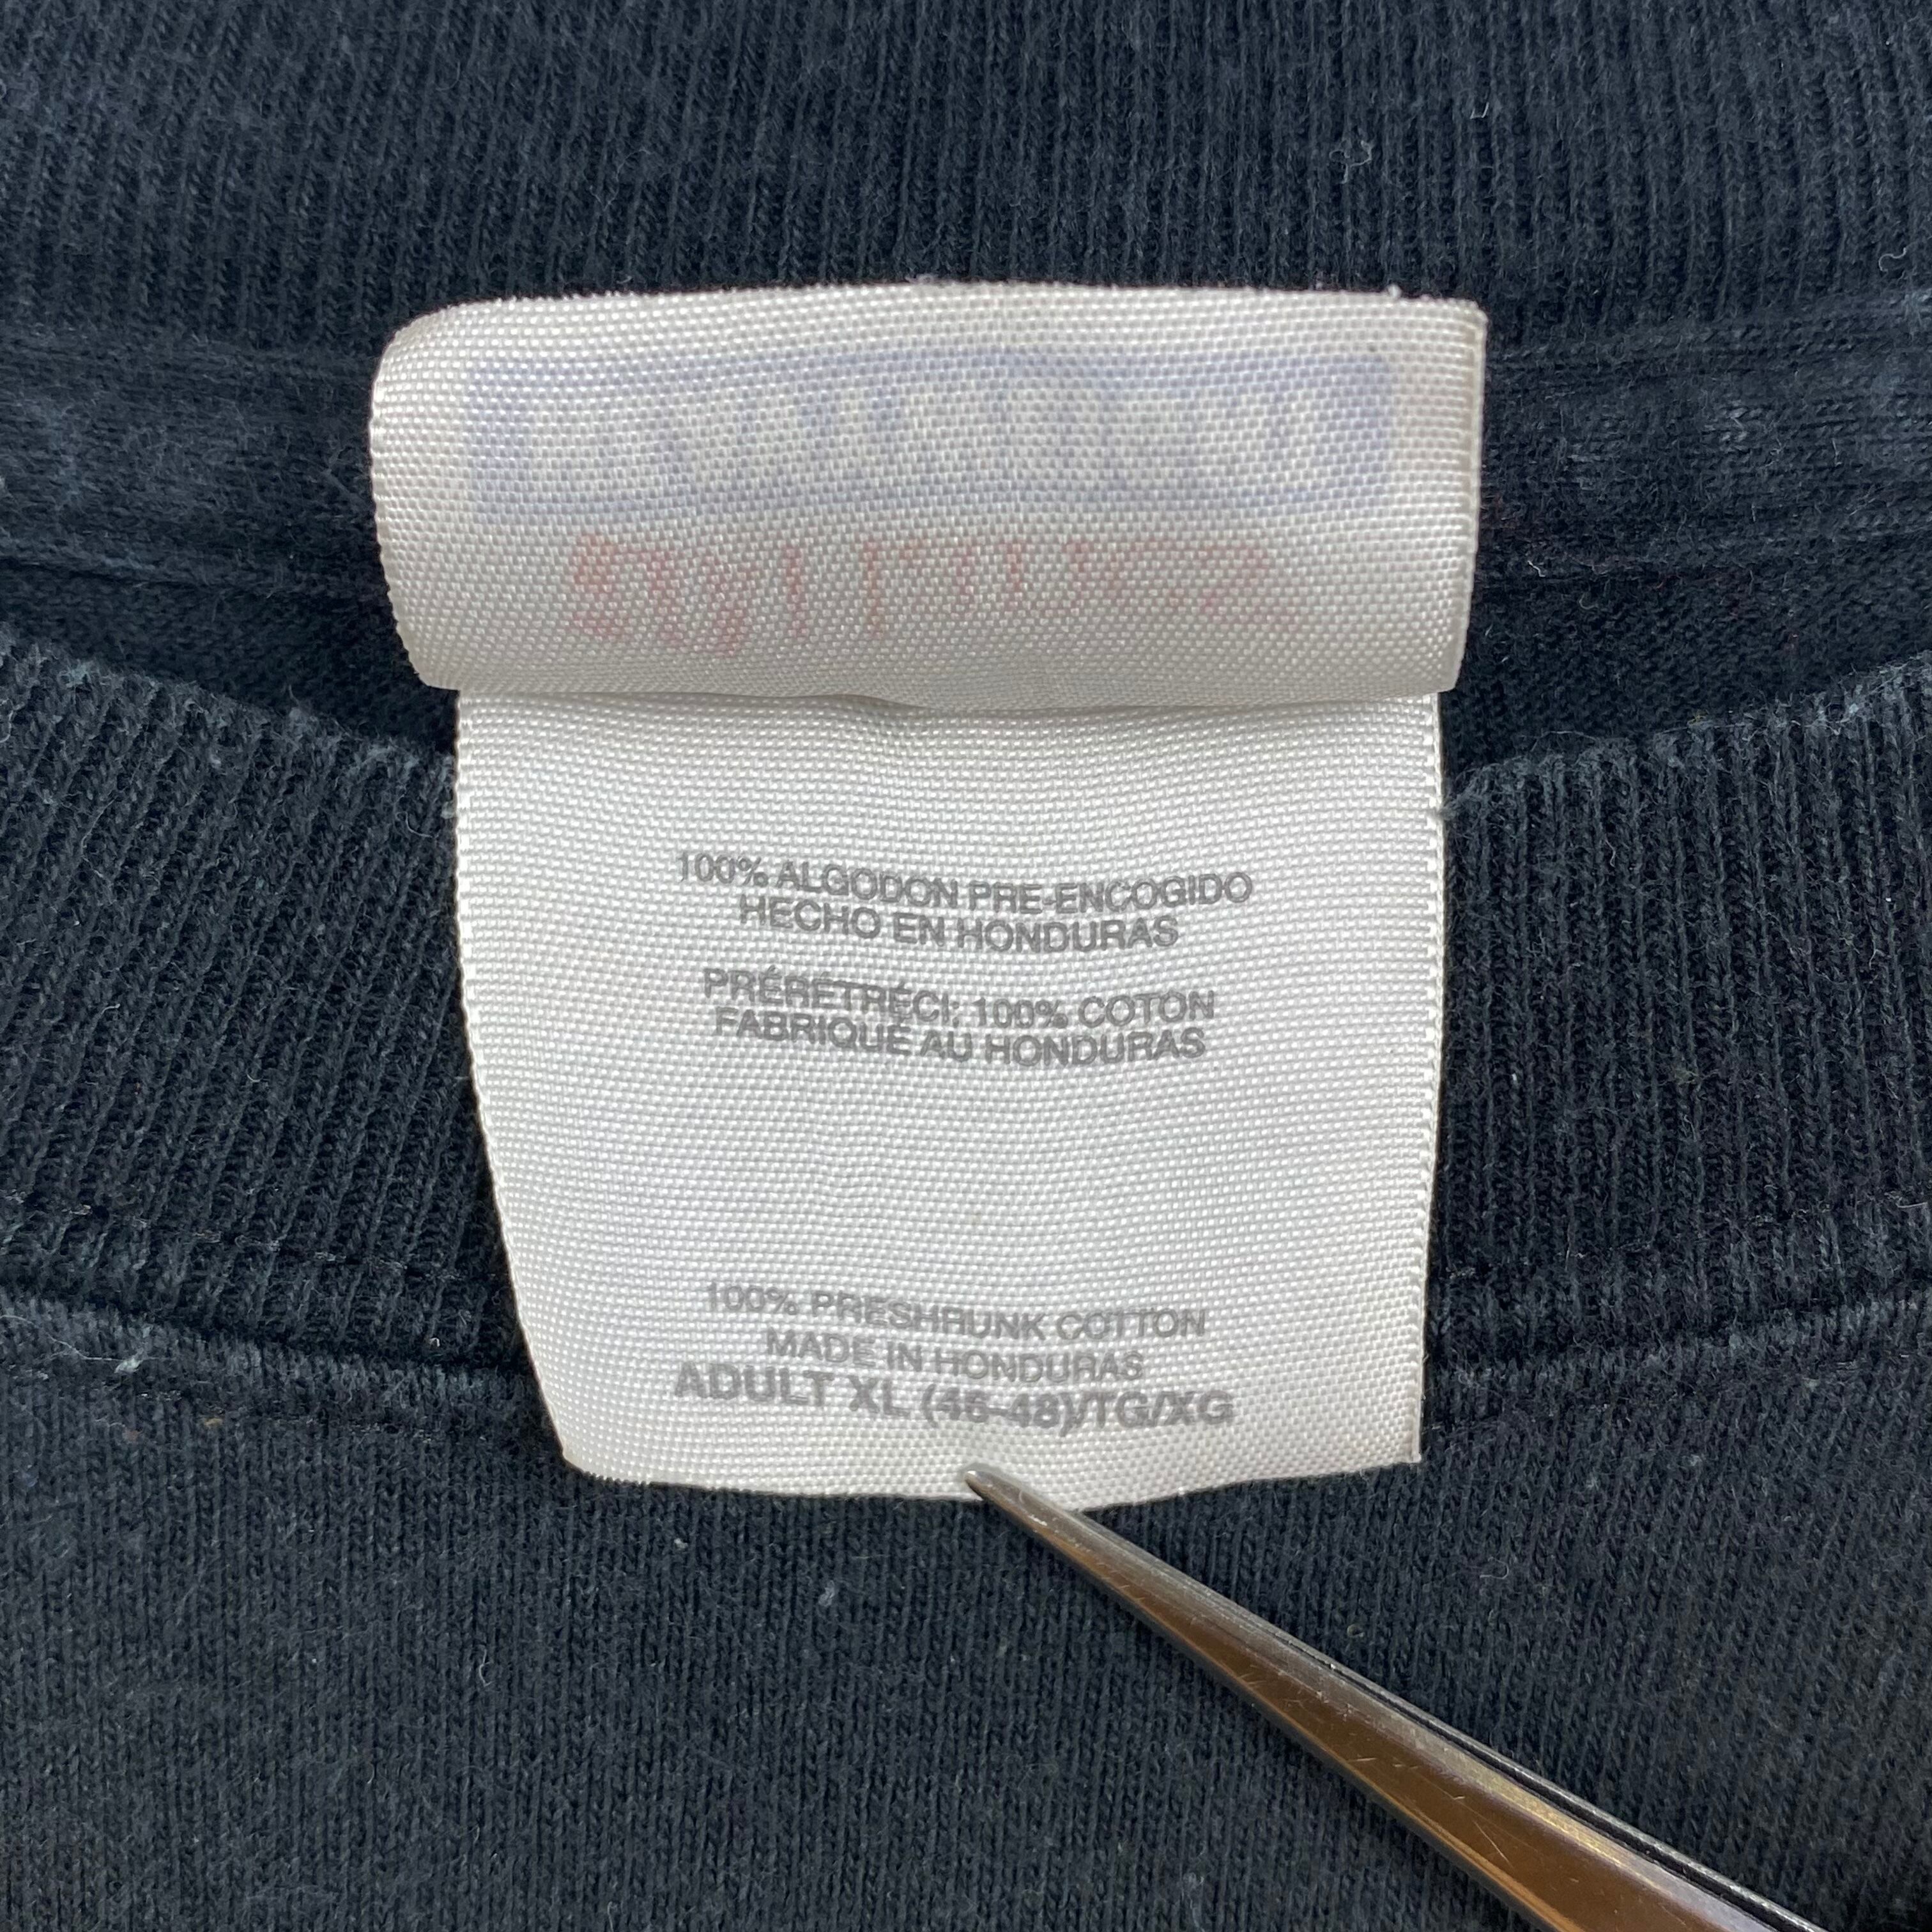 100% ALGODON PRE-ENCOGIDO
HECHO EN HONDURAS
PRÉRETRÉCI; 100% COTON
FABRIQUÉ AU HONDURAS
100% PRESHRUNK COTTON
MADE IN HONDURAS
ADULT XL (46-48)/TG/XG